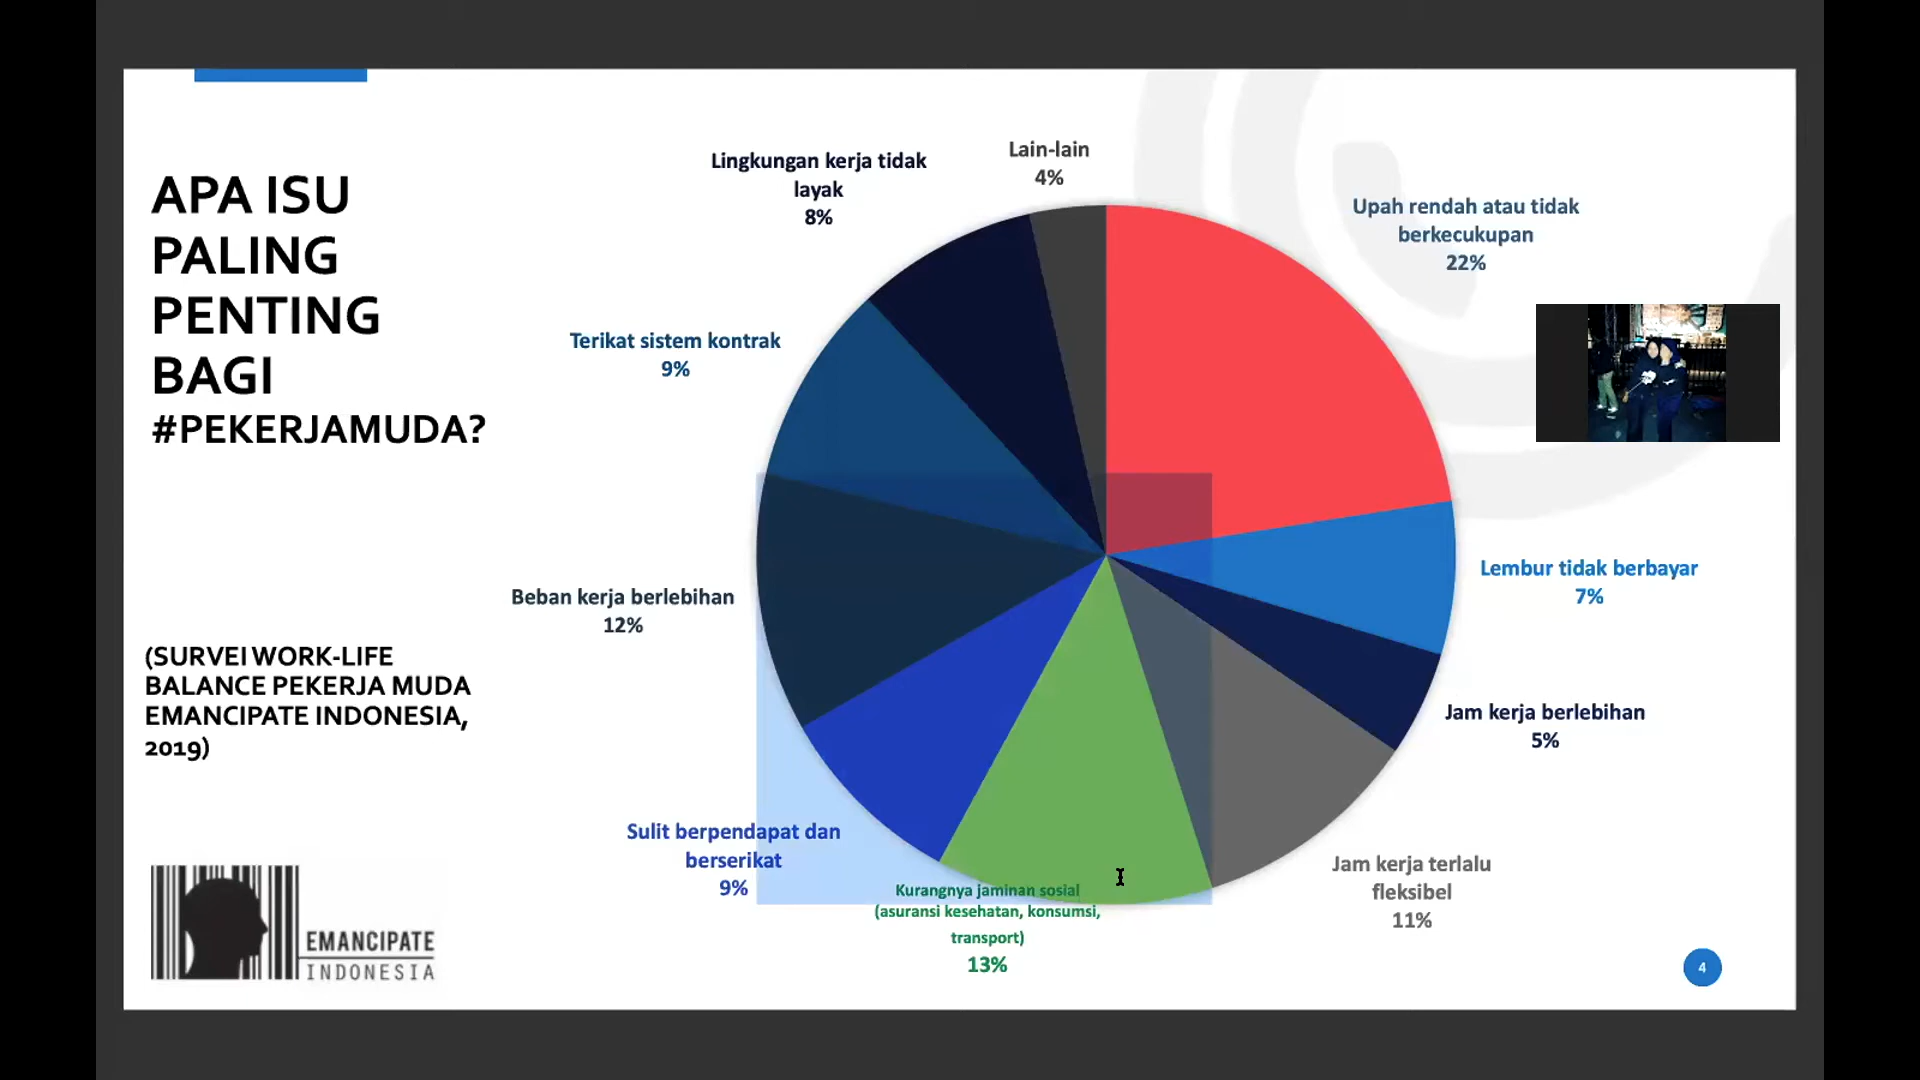 APA ISU
PALING
PENTING
BAGI
#PEKERJAMUDA?
(SURVEI WORK-LIFE
BALANCE PEKERJA MUDA
EMANCIPATE INDONESIA,
2019)
EMANCIPATE
INDONESIA
Lain-lain
4%
Upah rendah atau tidak
berkecukupan
22%
Lembur tidak berbayar
7%
Jam kerja berlebihan
5%
Jam kerja terlalu
fleksibel
11%
Kurangnya jaminan sosial
(asuransi kesehatan, konsumsi,
transport)
13%
Sulit berpendapat dan
berserikat
9%
Beban kerja berlebihan
12%
Terikat sistem kontrak
9%
Lingkungan kerja tidak
layak
8%
4